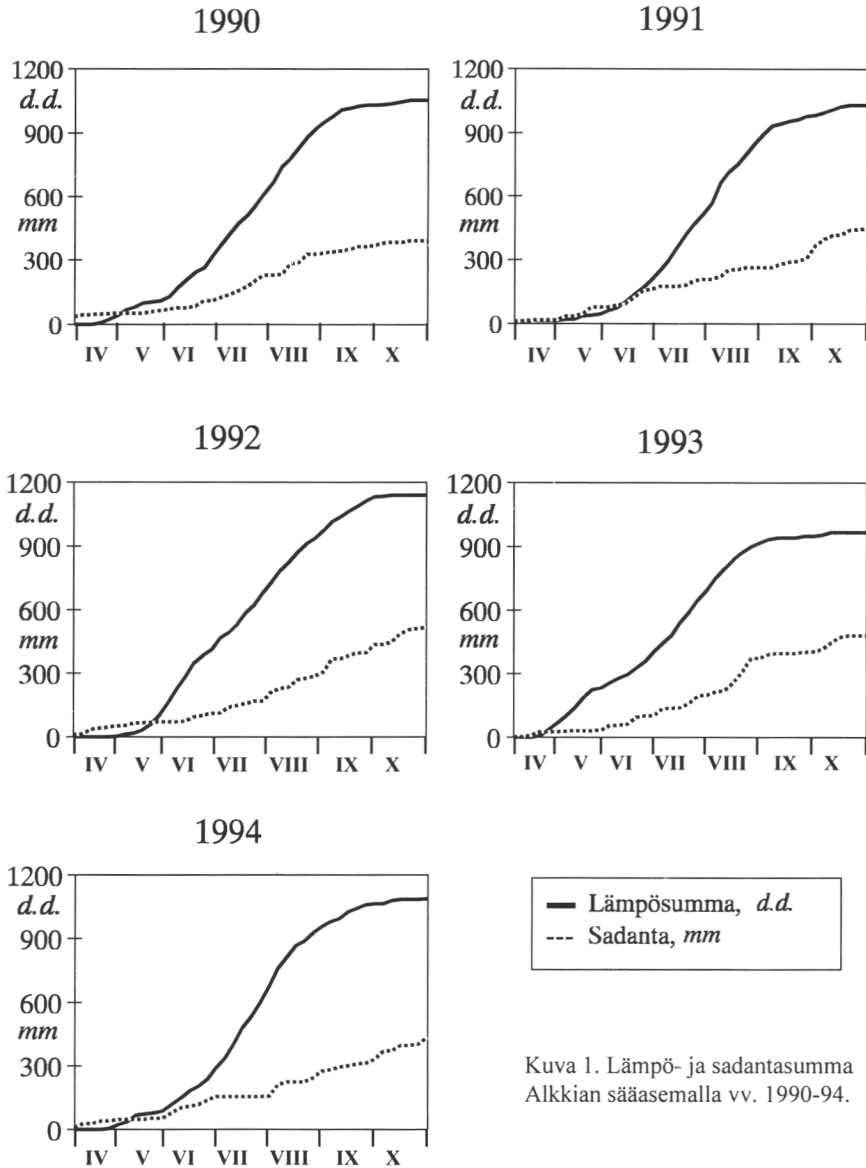 1990
1200
d.d.
900
600
mm
300
0
IV V VI VII VIII IX X
1991
1200
d.d.
900
600
mm
300
0
IV V VI VII VIII IX X
1992
1200
d.d.
900
600
mm
300
0
IV V VI VII VIII IX X
1993
1200
d.d.
900
600
mm
300
0
IV V VI VII VIII IX X
1994
1200
d.d.
900
600
mm
300
0
IV V VI VII VIII IX X
Lämpösumma, d.d.
Sadanta, mm
Kuva 1. Lämpö- ja sadantasumma
Alkkian sääasemalla vv. 1990-94.